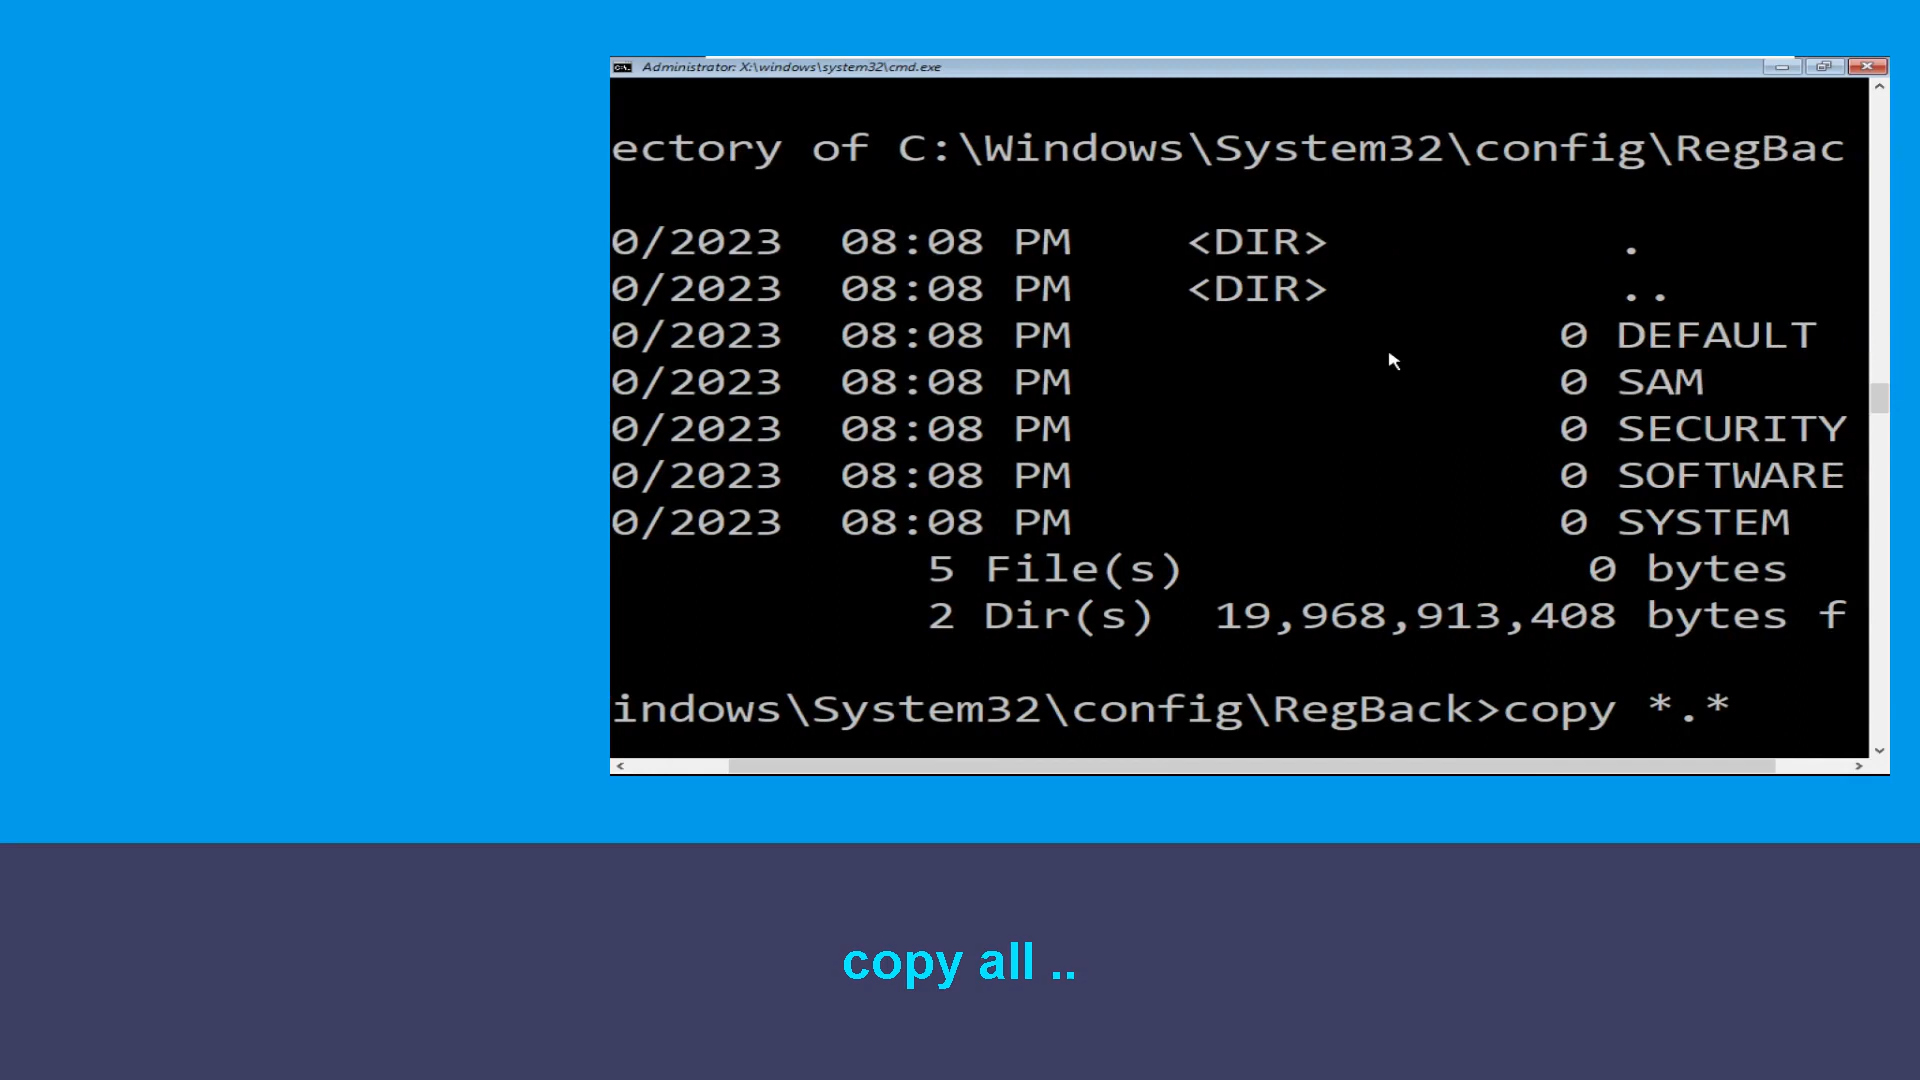 Administrator: X:\windows\system32\cmd.exe
ectory of C:\Windows\System32\config\RegBac
0/2023 08:08 PM <DIR> .
0/2023 08:08 PM <DIR> ..
0/2023 08:08 PM 0 DEFAULT
0/2023 08:08 PM 0 SAM
0/2023 08:08 PM 0 SECURITY
0/2023 08:08 PM 0 SOFTWARE
0/2023 08:08 PM 0 SYSTEM
5 File(s) 0 bytes
2 Dir(s) 19,968,913,408 bytes f
indows\System32\config\RegBack>copy *.*
copy all ..